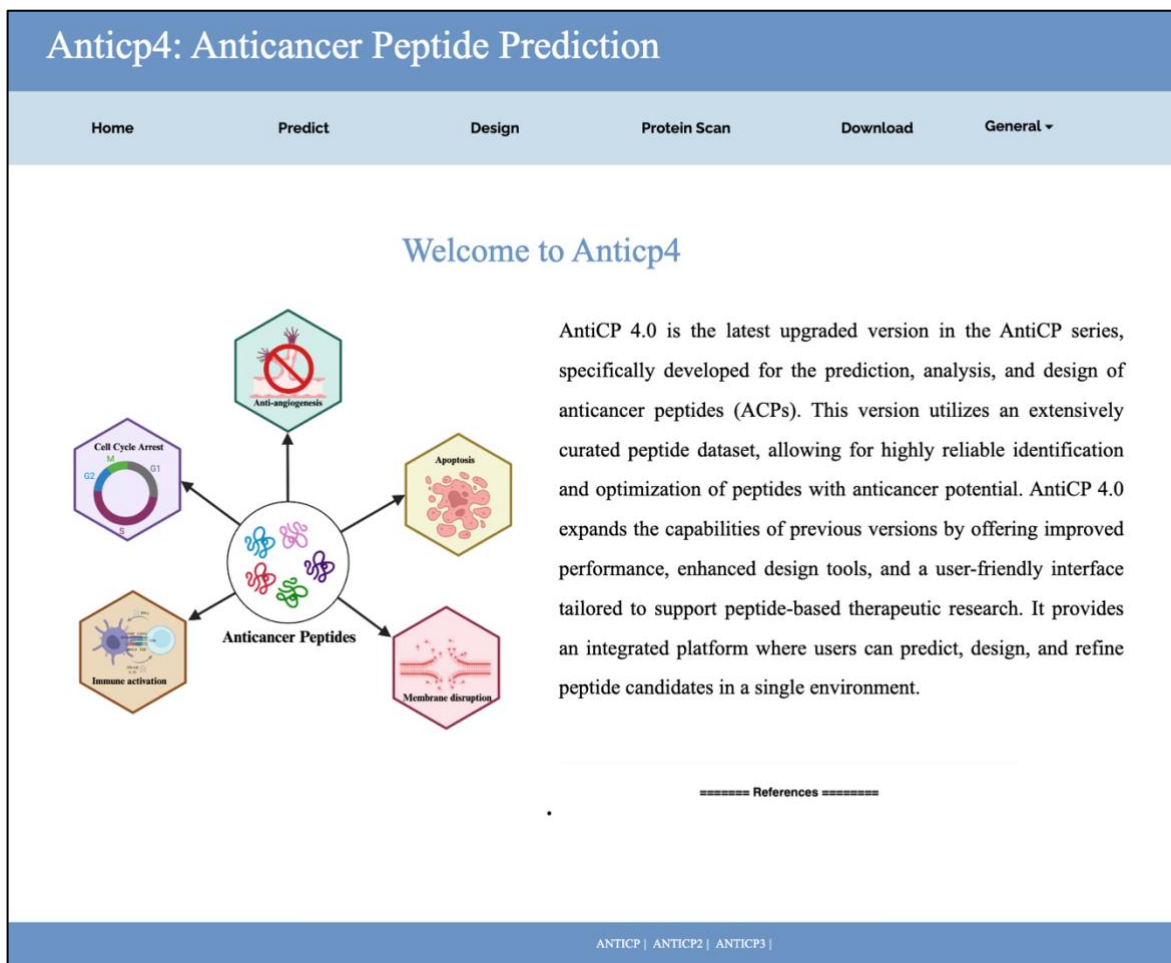 Anticp4: Anticancer Peptide Prediction
Home Predict Design Protein Scan Download General
Welcome to Anticp4
Anti-angiogenesis
Cell Cycle Arrest
M
G2 G1
S
Apoptosis
Anticancer Peptides
Immune activation
Membrane disruption
AntiCP 4.0 is the latest upgraded version in the AntiCP series,
specifically developed for the prediction, analysis, and design of
anticancer peptides (ACPs). This version utilizes an extensively
curated peptide dataset, allowing for highly reliable identification
and optimization of peptides with anticancer potential. AntiCP 4.0
expands the capabilities of previous versions by offering improved
performance, enhanced design tools, and a user-friendly interface
tailored to support peptide-based therapeutic research. It provides
an integrated platform where users can predict, design, and refine
peptide candidates in a single environment.
======= References ========
ANTICP | ANTICP2 | ANTICP3 |